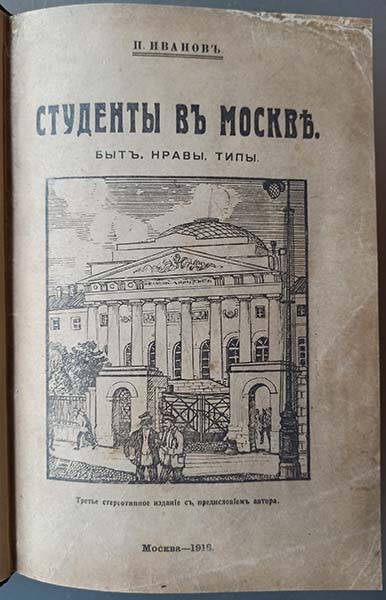 П. ИВАНОВЪ
СТУДЕНТЫ ВЪ МОСКВѢ.
БЫТЪ. НРАВЫ. ТИПЫ.
Третье стереотипное изданіе съ предисловіемъ автора.
Москва—1918.